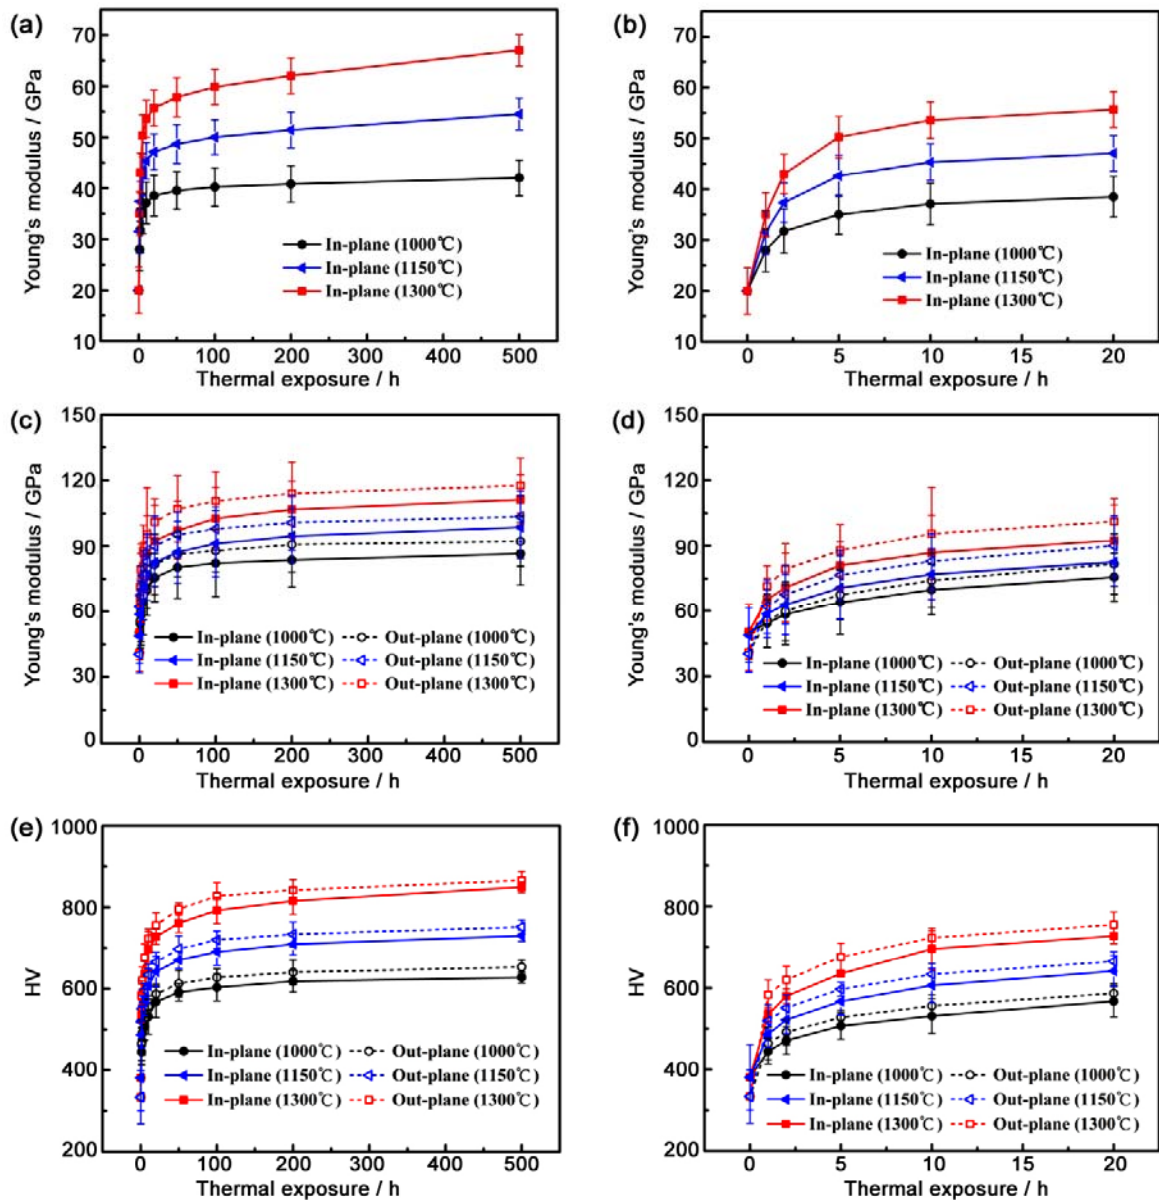 (a)
Young's modulus / GPa
70
60
50
40
30
20
10
In-plane (1000℃)
In-plane (1150℃)
In-plane (1300℃)
0 100 200 300 400 500
Thermal exposure / h
(b)
Young's modulus / GPa
70
60
50
40
30
20
10
In-plane (1000℃)
In-plane (1150℃)
In-plane (1300℃)
0 5 10 15 20
Thermal exposure / h
(c)
Young's modulus / GPa
150
120
90
60
30
0
In-plane (1000℃) Out-plane (1000℃)
In-plane (1150℃) Out-plane (1150℃)
In-plane (1300℃) Out-plane (1300℃)
0 100 200 300 400 500
Thermal exposure / h
(d)
Young's modulus / GPa
150
120
90
60
30
0
In-plane (1000℃) Out-plane (1000℃)
In-plane (1150℃) Out-plane (1150℃)
In-plane (1300℃) Out-plane (1300℃)
0 5 10 15 20
Thermal exposure / h
(e)
HV
1000
800
600
400
200
In-plane (1000℃) Out-plane (1000℃)
In-plane (1150℃) Out-plane (1150℃)
In-plane (1300℃) Out-plane (1300℃)
0 100 200 300 400 500
Thermal exposure / h
(f)
HV
1000
800
600
400
200
In-plane (1000℃) Out-plane (1000℃)
In-plane (1150℃) Out-plane (1150℃)
In-plane (1300℃) Out-plane (1300℃)
0 5 10 15 20
Thermal exposure / h